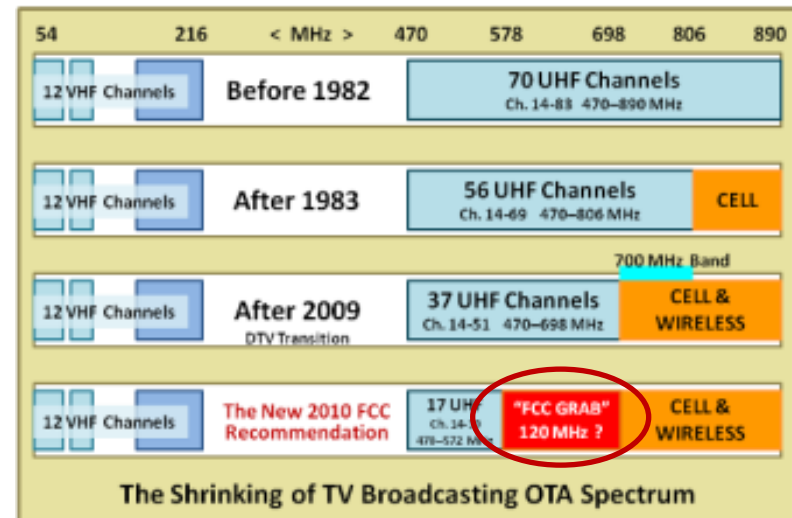 54 216 < MHz > 470 578 698 806 890
12 VHF Channels Before 1982 70 UHF Channels
Ch. 14-83 470–890 MHz
12 VHF Channels After 1983 56 UHF Channels CELL
Ch. 14-69 470–806 MHz
700 MHz Band
12 VHF Channels After 2009 37 UHF Channels CELL &
DTV Transition Ch. 14-51 470–698 MHz WIRELESS
12 VHF Channels The New 2010 FCC 17 UHF "FCC GRAB" CELL &
Recommendation Ch. 14-30 120 MHz ? WIRELESS
470–572 MHz
The Shrinking of TV Broadcasting OTA Spectrum